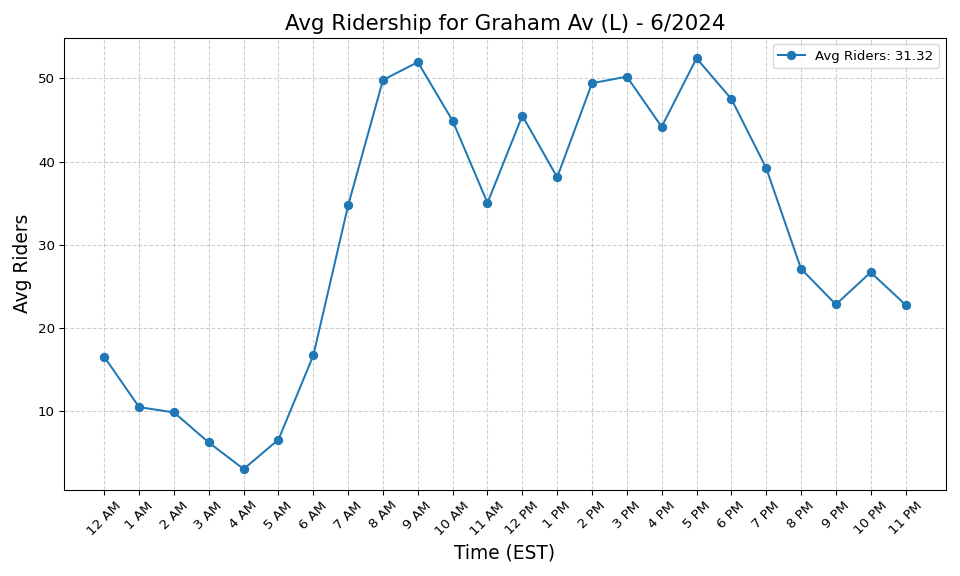 Avg Ridership for Graham Av (L) - 6/2024
Avg Riders: 31.32
Avg Riders
50
40
30
20
10
12 AM
1 AM
2 AM
3 AM
4 AM
5 AM
6 AM
7 AM
8 AM
9 AM
10 AM
11 AM
12 PM
1 PM
2 PM
3 PM
4 PM
5 PM
6 PM
7 PM
8 PM
9 PM
10 PM
11 PM
Time (EST)